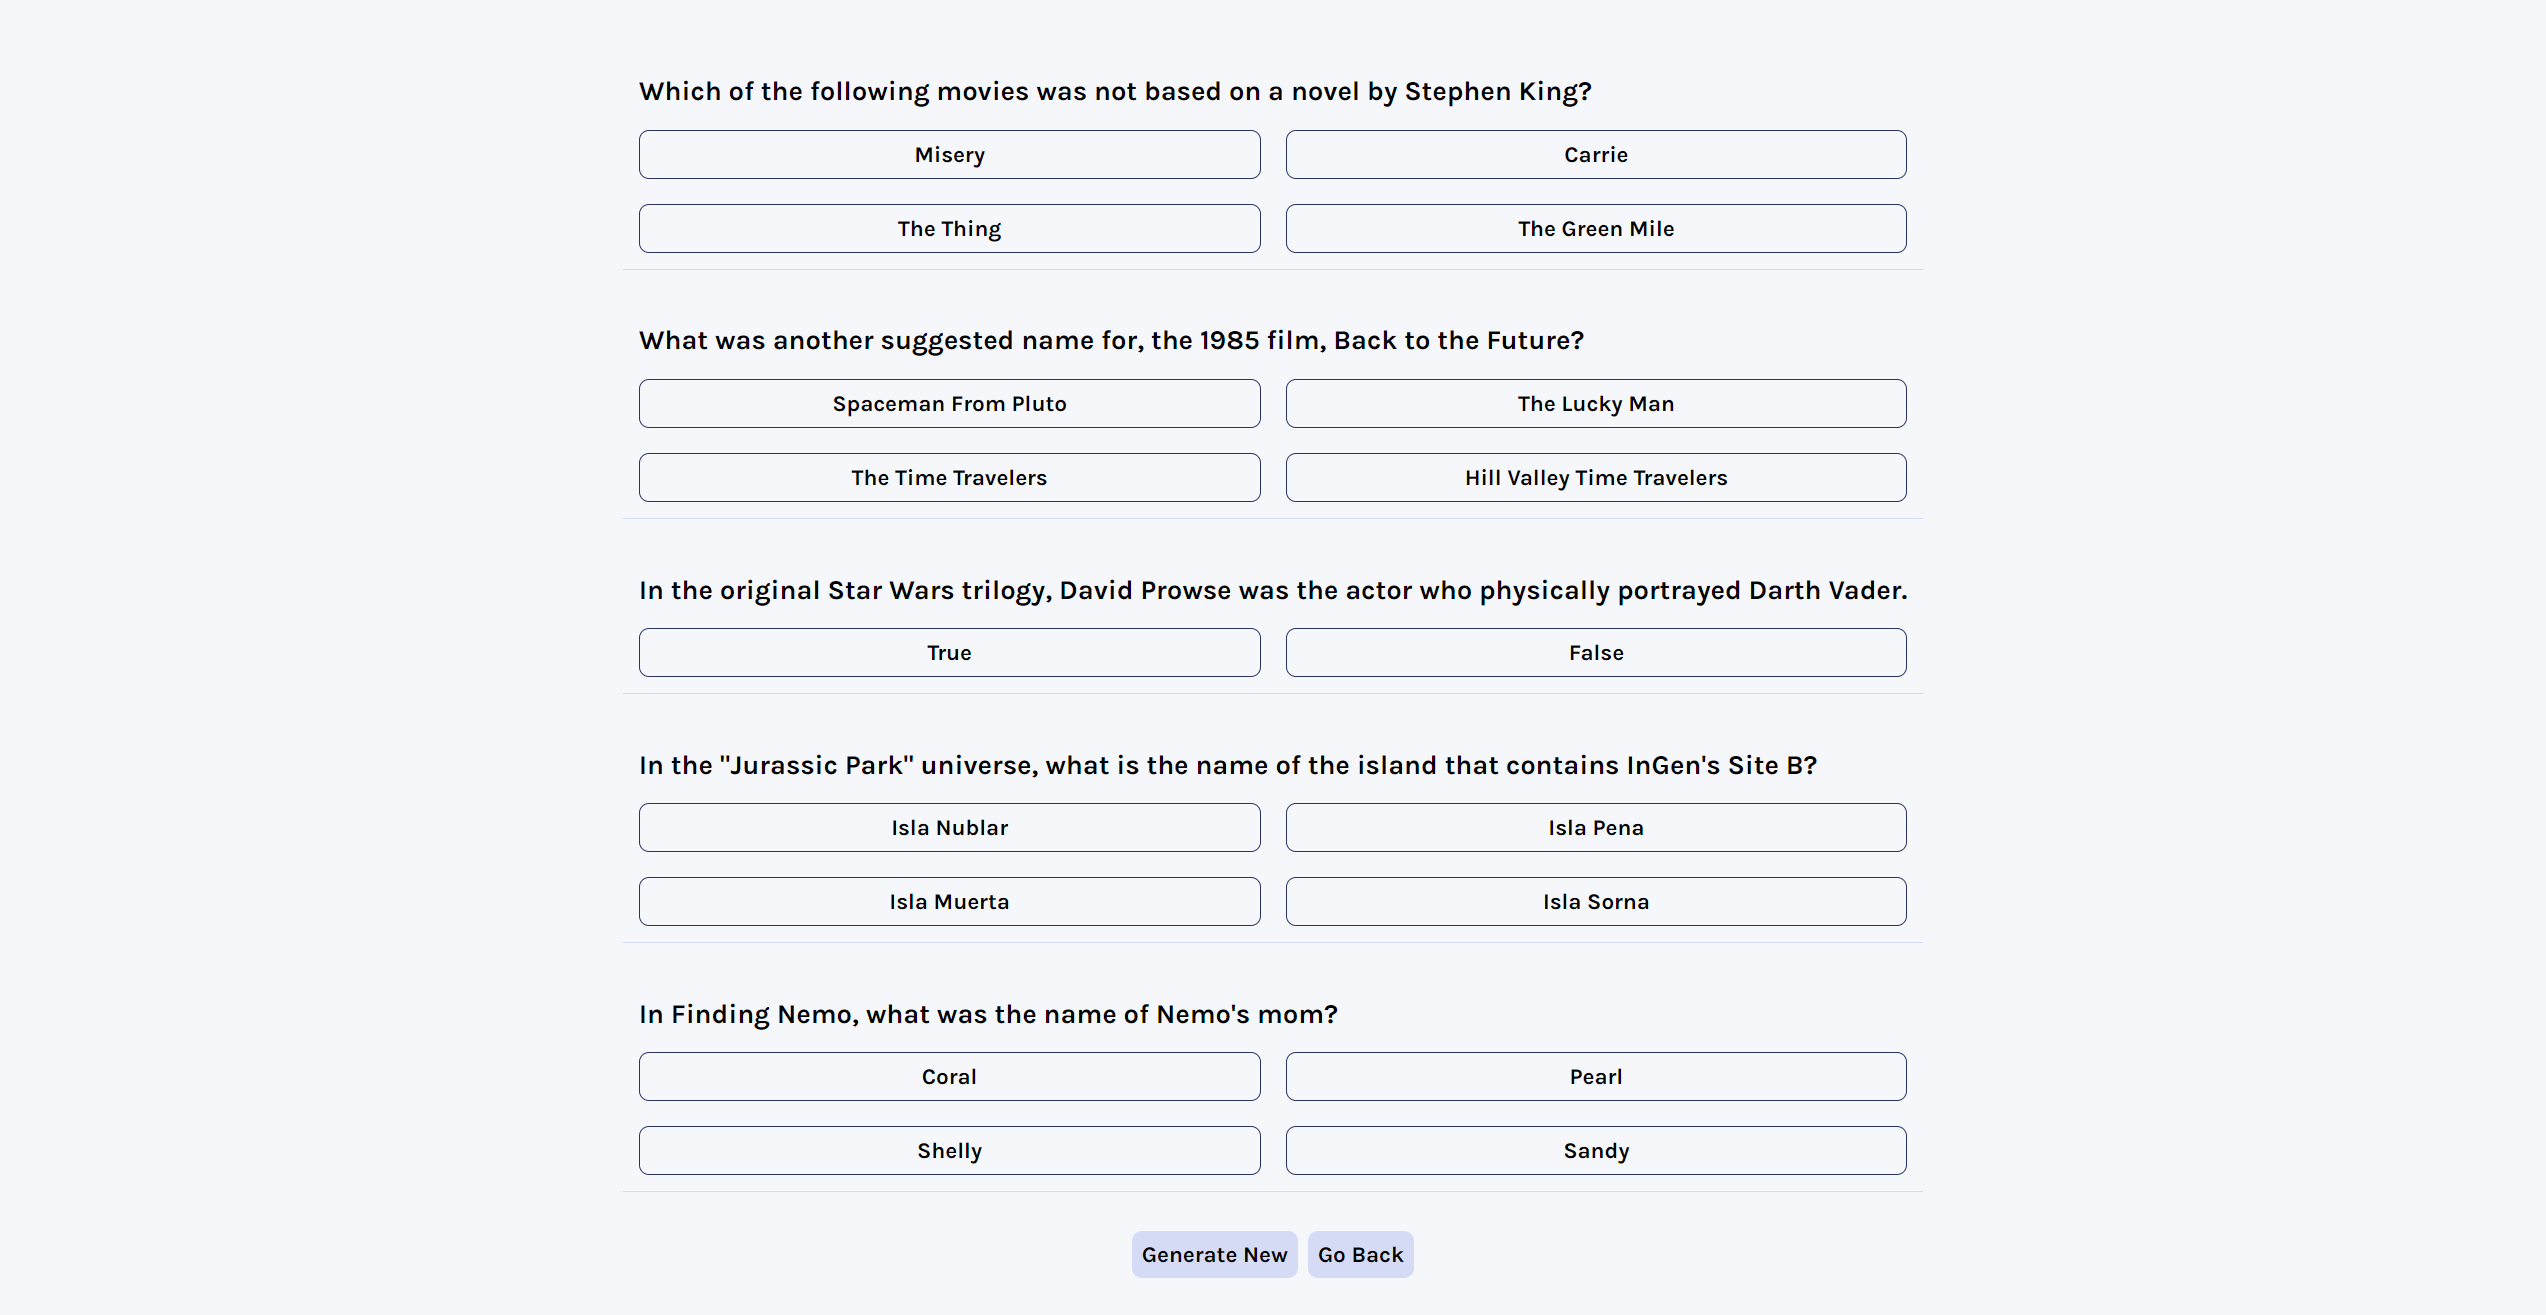 Which of the following movies was not based on a novel by Stephen King?
Misery
Carrie
The Thing
The Green Mile
What was another suggested name for, the 1985 film, Back to the Future?
Spaceman From Pluto
The Lucky Man
The Time Travelers
Hill Valley Time Travelers
In the original Star Wars trilogy, David Prowse was the actor who physically portrayed Darth Vader.
True
False
In the "Jurassic Park" universe, what is the name of the island that contains InGen's Site B?
Isla Nublar
Isla Pena
Isla Muerta
Isla Sorna
In Finding Nemo, what was the name of Nemo's mom?
Coral
Pearl
Shelly
Sandy
Generate New
Go Back